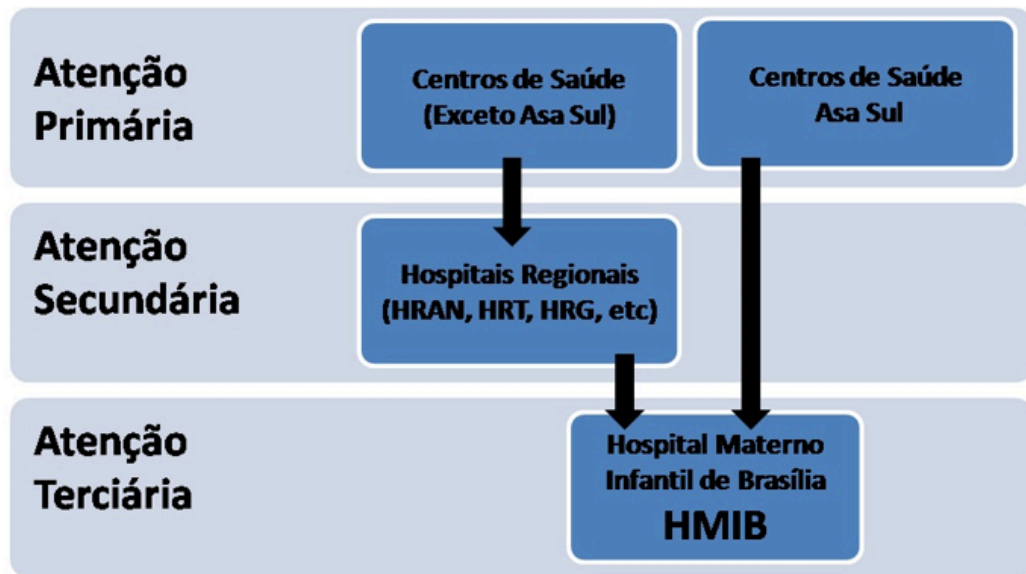 Atenção
Primária
Centros de Saúde
(Exceto Asa Sul)
Centros de Saúde
Asa Sul
Atenção
Secundária
Hospitais Regionais
(HRAN, HRT, HRG, etc)
Atenção
Terciária
Hospital Materno
Infantil de Brasília
HMIB